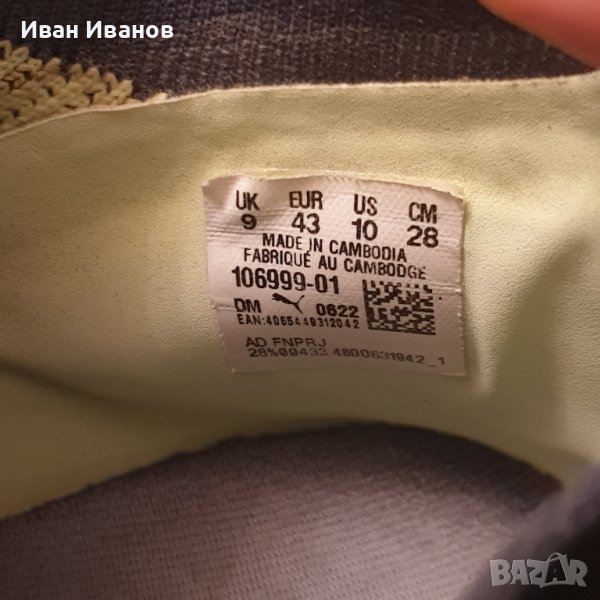 Иван Иванов
UK EUR US CM
9 43 10 28
MADE IN CAMBODIA
FABRIQUÉ AU CAMBODGE
106999-01
DM 0622
EAN:4065449312042
AD FNPRJ
28%00433 4800631942_1
BAZAR